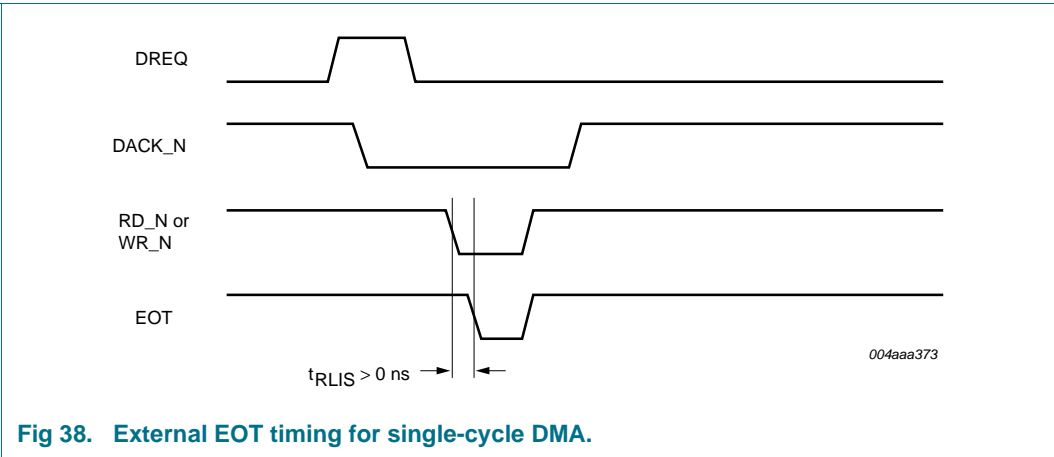 DREQ
DACK_N
RD_N or
WR_N
EOT
004aaa373
tRLIS > 0 ns
Fig 38. External EOT timing for single-cycle DMA.